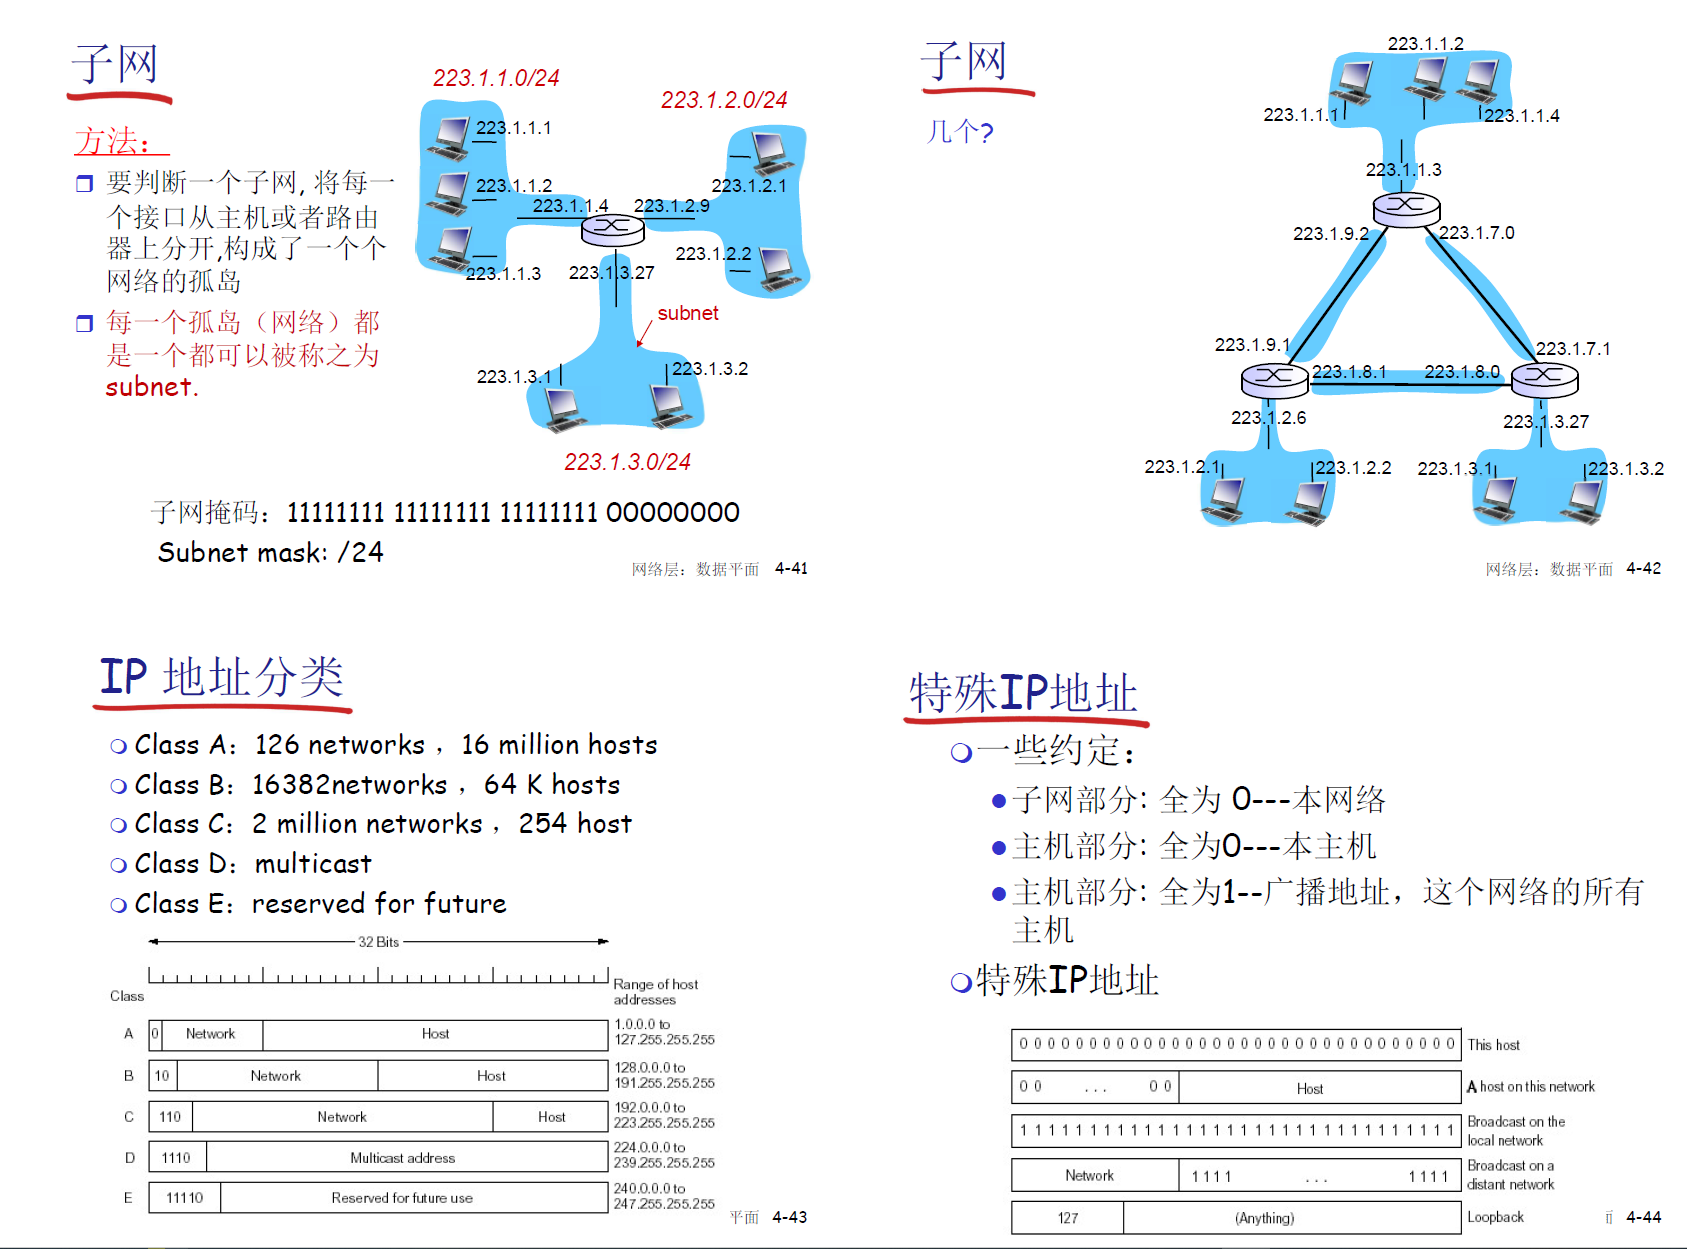 子网
方法：
要判断一个子网, 将每一
个接口从主机或者路由
器上分开,构成了一个个
网络的孤岛
每一个孤岛（网络）都
是一个都可以被称之为
subnet.
223.1.1.0/24
223.1.2.0/24
223.1.1.1
223.1.1.2
223.1.2.1
223.1.1.4
223.1.2.9
223.1.2.2
223.1.1.3
223.1.3.27
subnet
223.1.3.1
223.1.3.2
223.1.3.0/24
子网掩码：11111111 11111111 11111111 00000000
Subnet mask: /24
网络层：数据平面 4-41
子网
几个?
223.1.1.2
223.1.1.1
223.1.1.4
223.1.1.3
223.1.9.2
223.1.7.0
223.1.9.1
223.1.7.1
223.1.8.1
223.1.8.0
223.1.2.6
223.1.3.27
223.1.2.1
223.1.2.2
223.1.3.1
223.1.3.2
网络层：数据平面 4-42
IP 地址分类
Class A：126 networks ，16 million hosts
Class B：16382networks ，64 K hosts
Class C：2 million networks ，254 host
Class D：multicast
Class E：reserved for future
32 Bits
Class
Range of host
addresses
A 0 Network Host 1.0.0.0 to
127.255.255.255
B 10 Network Host 128.0.0.0 to
191.255.255.255
C 110 Network Host 192.0.0.0 to
223.255.255.255
D 1110 Multicast address 224.0.0.0 to
239.255.255.255
E 11110 Reserved for future use 240.0.0.0 to
247.255.255.255
平面 4-43
特殊IP地址
一些约定：
子网部分: 全为 0---本网络
主机部分: 全为0---本主机
主机部分: 全为1--广播地址，这个网络的所有
主机
特殊IP地址
0 0 0 0 0 0 0 0 0 0 0 0 0 0 0 0 0 0 0 0 0 0 0 0 0 0 0 0 0 0 0 0 This host
0 0 ... 0 0 Host A host on this network
1 1 1 1 1 1 1 1 1 1 1 1 1 1 1 1 1 1 1 1 1 1 1 1 1 1 1 1 1 1 1 1 Broadcast on the
local network
Network 1 1 1 1 ... 1 1 1 1 Broadcast on a
distant network
127 (Anything) Loopback
4-44